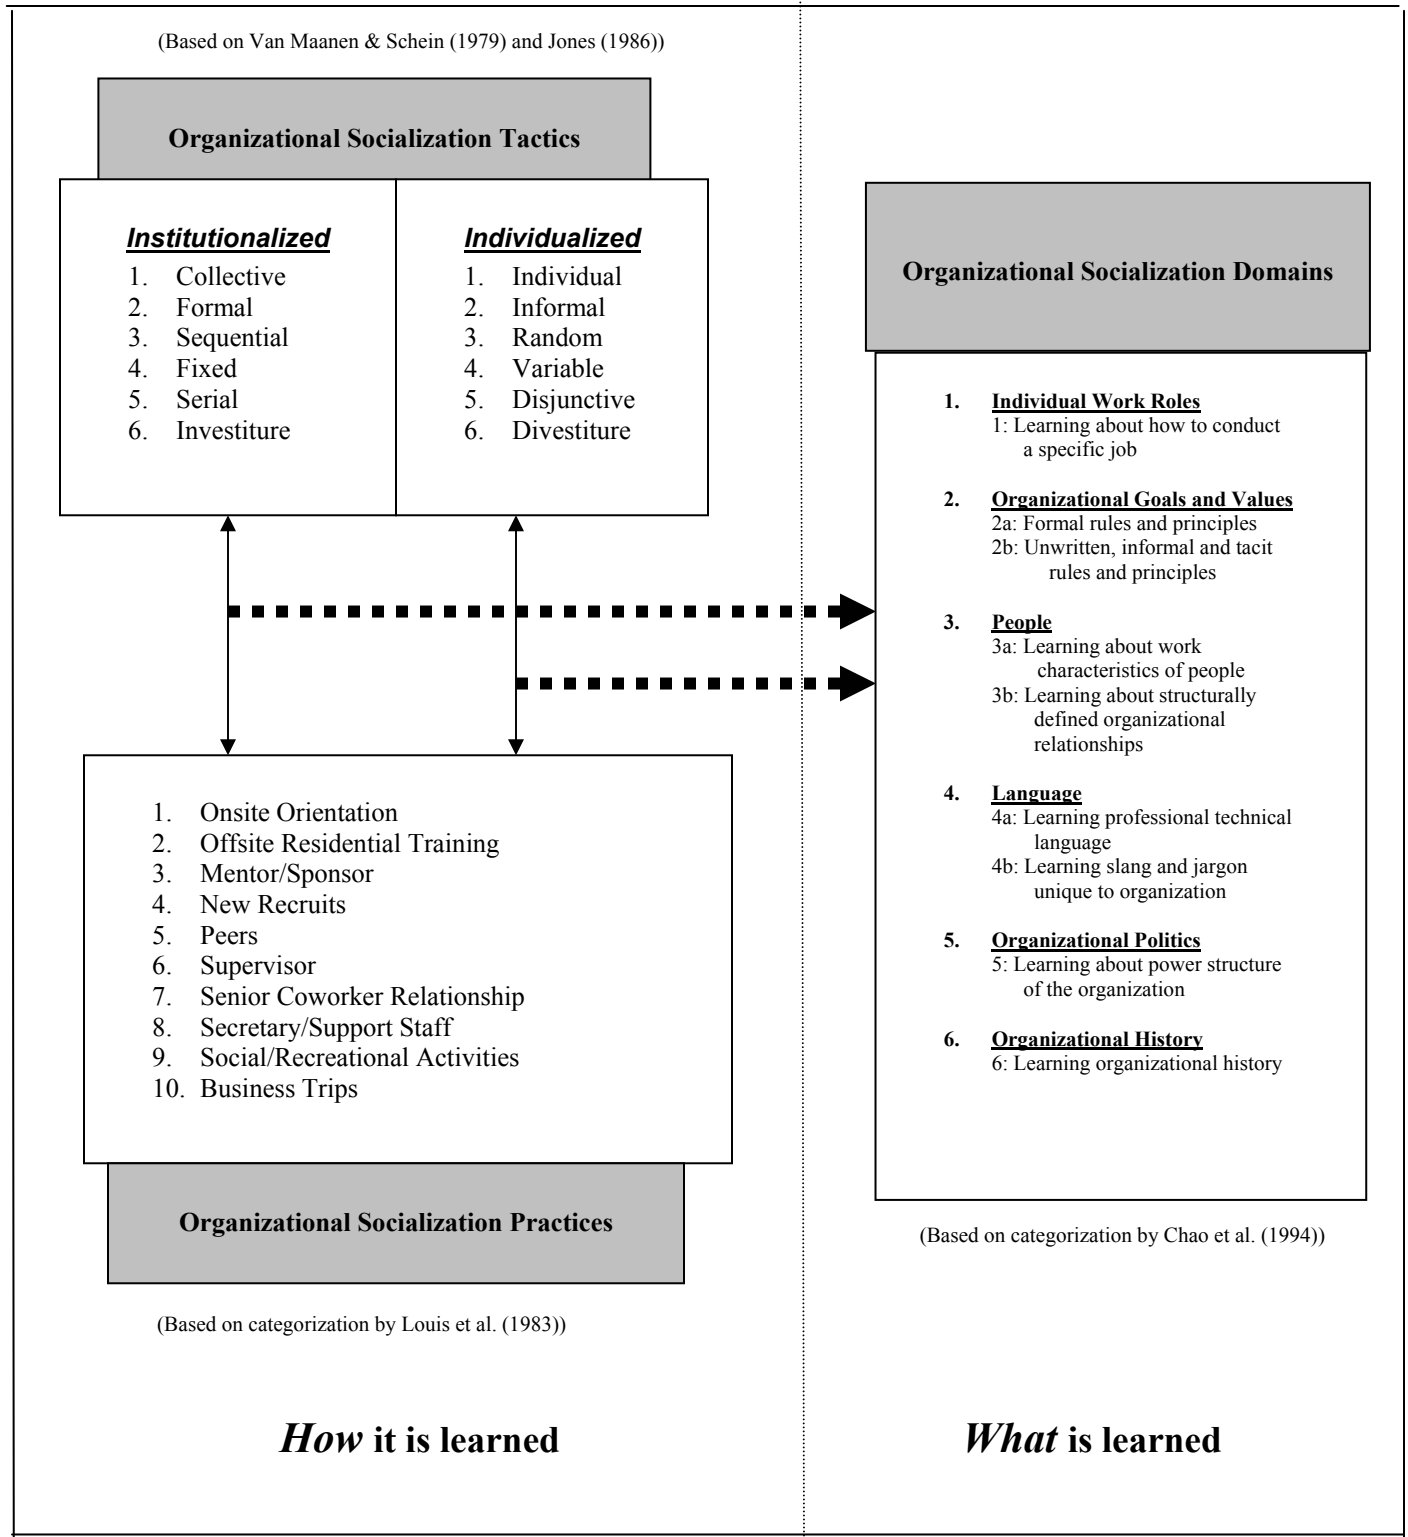 (Based on Van Maanen & Schein (1979) and Jones (1986))
Organizational Socialization Tactics
Institutionalized
1. Collective
2. Formal
3. Sequential
4. Fixed
5. Serial
6. Investiture
Individualized
1. Individual
2. Informal
3. Random
4. Variable
5. Disjunctive
6. Divestiture
1. Onsite Orientation
2. Offsite Residential Training
3. Mentor/Sponsor
4. New Recruits
5. Peers
6. Supervisor
7. Senior Coworker Relationship
8. Secretary/Support Staff
9. Social/Recreational Activities
10. Business Trips
Organizational Socialization Practices
(Based on categorization by Louis et al. (1983))
How it is learned
Organizational Socialization Domains
1. Individual Work Roles
1: Learning about how to conduct
a specific job
2. Organizational Goals and Values
2a: Formal rules and principles
2b: Unwritten, informal and tacit
rules and principles
3. People
3a: Learning about work
characteristics of people
3b: Learning about structurally
defined organizational
relationships
4. Language
4a: Learning professional technical
language
4b: Learning slang and jargon
unique to organization
5. Organizational Politics
5: Learning about power structure
of the organization
6. Organizational History
6: Learning organizational history
(Based on categorization by Chao et al. (1994))
What is learned